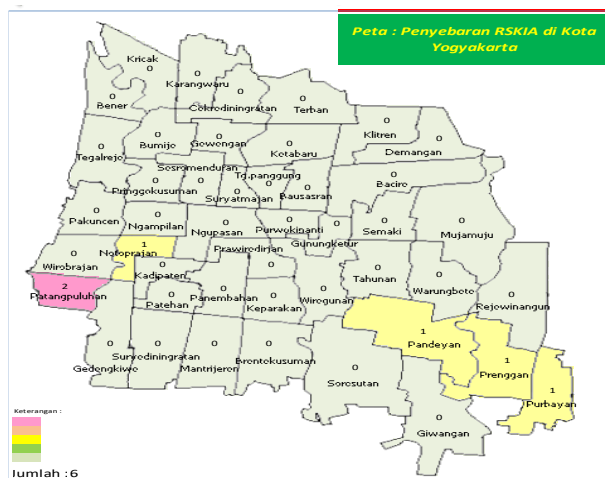 Peta : Penyebaran RSKIA di Kota
Yogyakarta
Kricak
0
0
Karangwaru
0
Cokrodiningratan
0
Terban
0
Bener
0
Klitren
0
Demangan
0
Tegalrejo
0
Bumijo
0
Gowongan
0
Kotabaru
Sosromenduran
0
Pringgokusuman
0
Suryatmajan
Tg.panggung
0
0
Bausasran
0
Baciro
0
Pakuncen
0
Ngampilan
0
Ngupasan
0
Purwokinanti
0
Gunungketur
0
Semaki
0
Mujamuju
0
Wirobrajan
1
Notoprajan
Prawirodirjan
0
Kadipaten
2
Patangpuluhan
0
Patehan
0
Panembahan
0
Keparakan
0
Wirogunan
0
Tahunan
0
Warungboto
0
Rejowinangun
0
Gedongkiwo
0
Suryodiningratan
0
Mantrijeron
0
Brontokusuman
0
Sorosutan
1
Pandeyan
1
Prenggan
1
Purbayan
0
Giwangan
Keterangan :
Jumlah :6